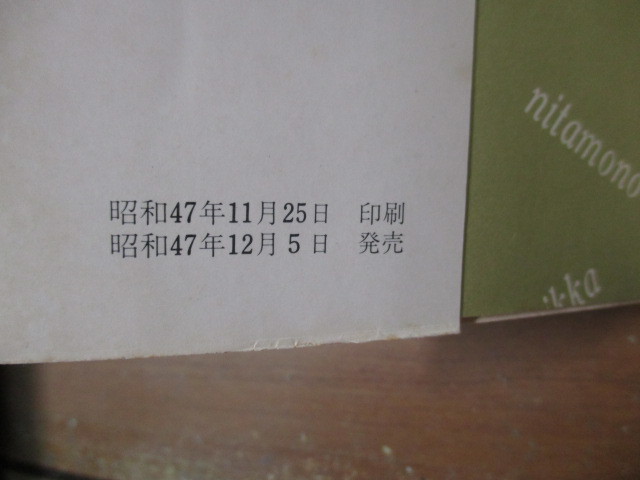 昭和47年11月25日 印刷
昭和47年12月5日 発売
nitamono